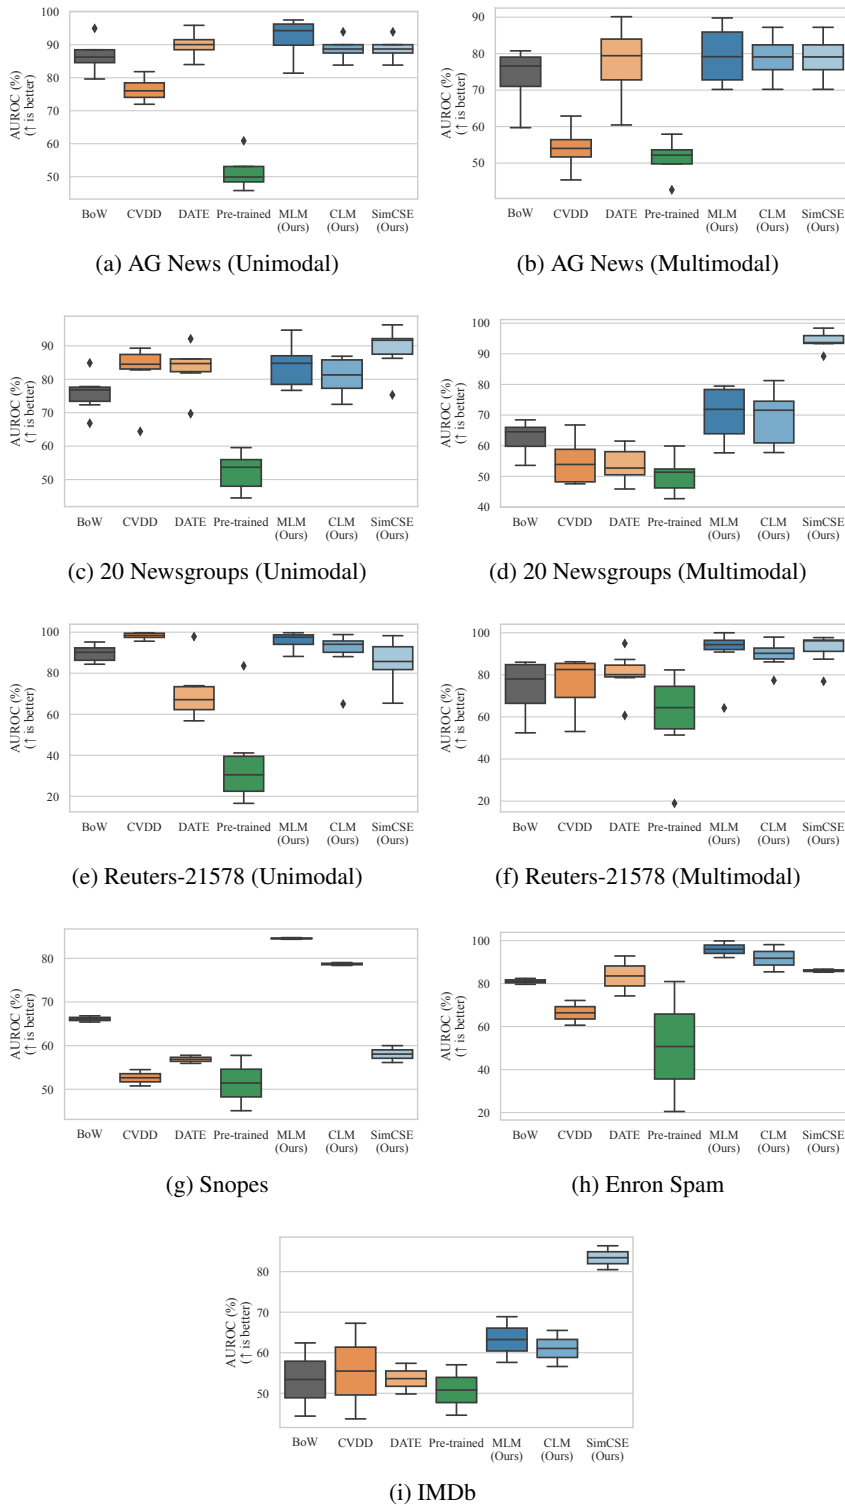 AUROC (%)
(↑ is better)
100
90
80
70
60
50
BoW
CVDD
DATE
Pre-trained
MLM
(Ours)
CLM
(Ours)
SimCSE
(Ours)
(a) AG News (Unimodal)
AUROC (%)
(↑ is better)
90
80
70
60
50
BoW
CVDD
DATE
Pre-trained
MLM
(Ours)
CLM
(Ours)
SimCSE
(Ours)
(b) AG News (Multimodal)
AUROC (%)
(↑ is better)
90
80
70
60
50
BoW
CVDD
DATE
Pre-trained
MLM
(Ours)
CLM
(Ours)
SimCSE
(Ours)
(c) 20 Newsgroups (Unimodal)
AUROC (%)
(↑ is better)
100
90
80
70
60
50
40
BoW
CVDD
DATE
Pre-trained
MLM
(Ours)
CLM
(Ours)
SimCSE
(Ours)
(d) 20 Newsgroups (Multimodal)
AUROC (%)
(↑ is better)
100
80
60
40
20
BoW
CVDD
DATE
Pre-trained
MLM
(Ours)
CLM
(Ours)
SimCSE
(Ours)
(e) Reuters-21578 (Unimodal)
AUROC (%)
(↑ is better)
100
80
60
40
20
BoW
CVDD
DATE
Pre-trained
MLM
(Ours)
CLM
(Ours)
SimCSE
(Ours)
(f) Reuters-21578 (Multimodal)
AUROC (%)
(↑ is better)
80
70
60
50
BoW
CVDD
DATE
Pre-trained
MLM
(Ours)
CLM
(Ours)
SimCSE
(Ours)
(g) Snopes
AUROC (%)
(↑ is better)
100
80
60
40
20
BoW
CVDD
DATE
Pre-trained
MLM
(Ours)
CLM
(Ours)
SimCSE
(Ours)
(h) Enron Spam
AUROC (%)
(↑ is better)
80
70
60
50
BoW
CVDD
DATE
Pre-trained
MLM
(Ours)
CLM
(Ours)
SimCSE
(Ours)
(i) IMDb